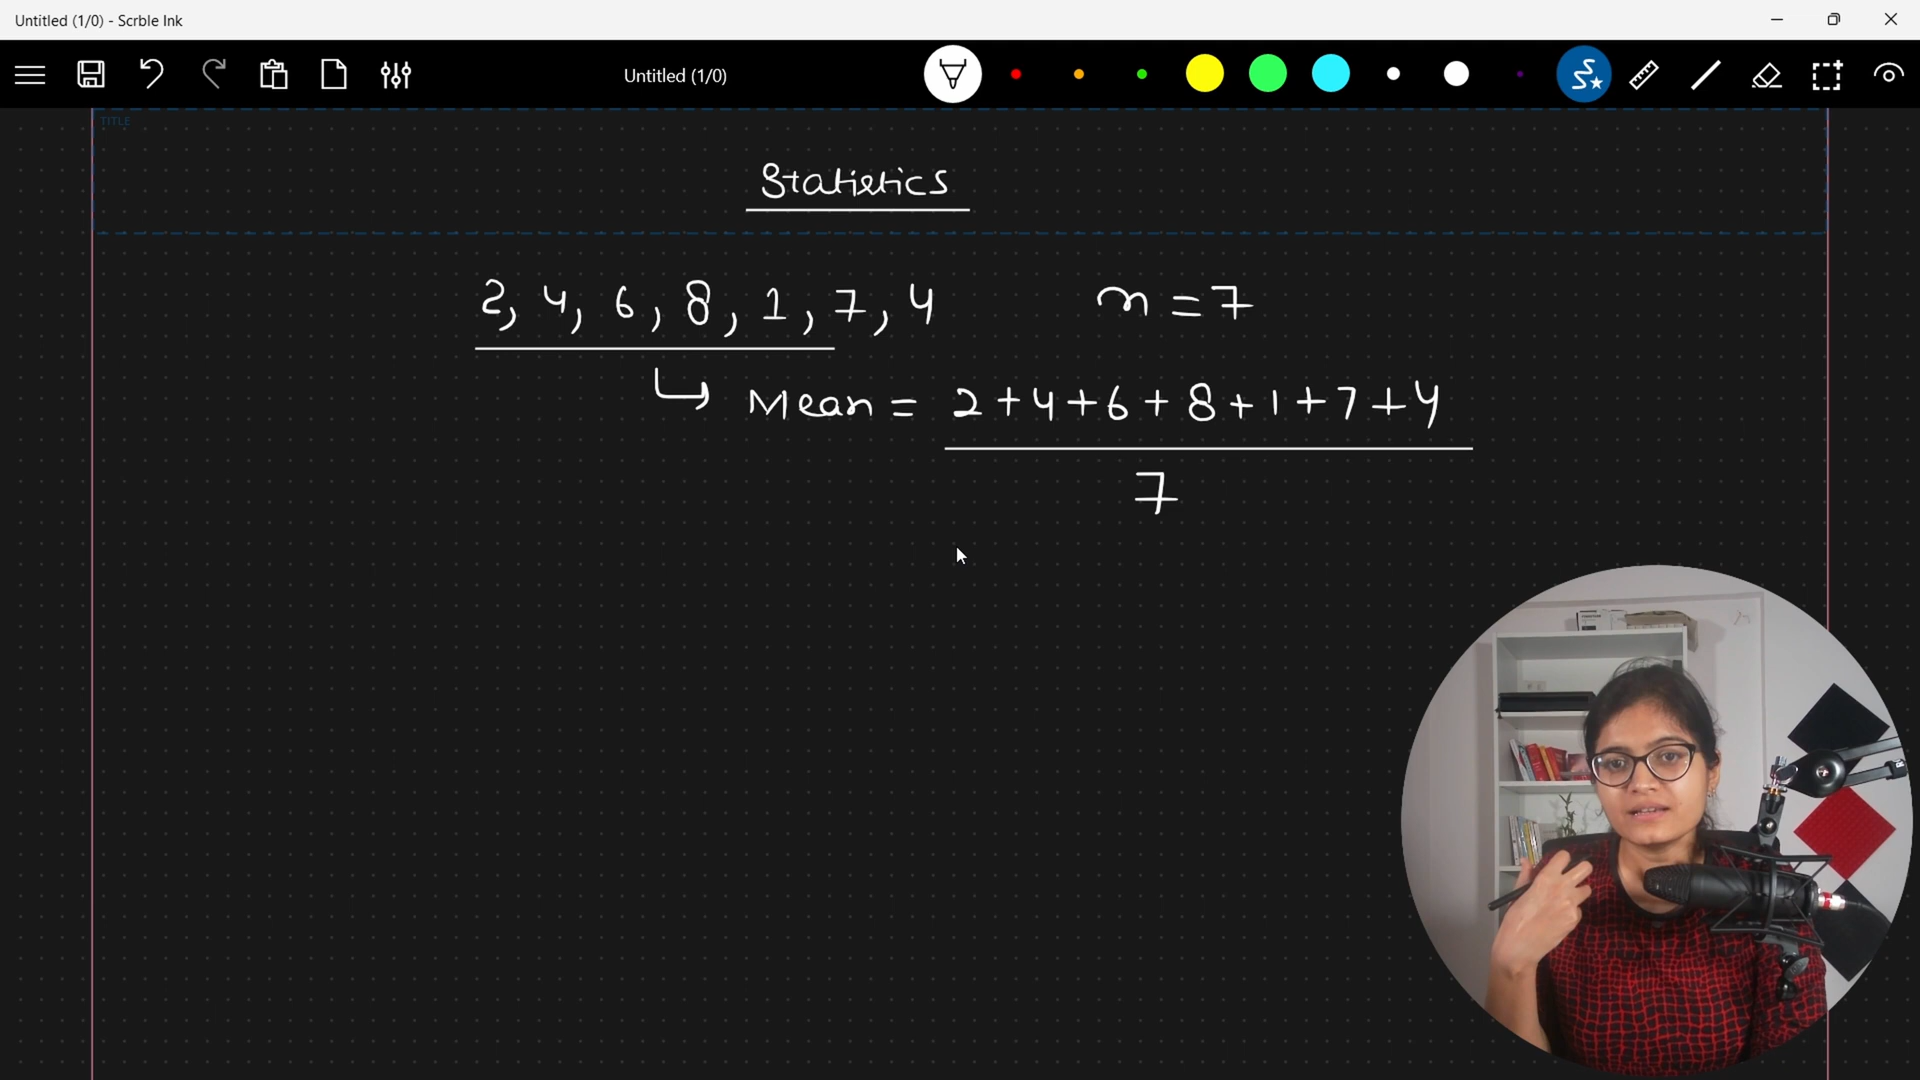 Untitled (1/0) - Scrble Ink
Untitled (1/0)
TITLE
Statistics
2, 4, 6, 8, 1, 7, 4 n = 7
↳ Mean = 2+4+6+8+1+7+4
7